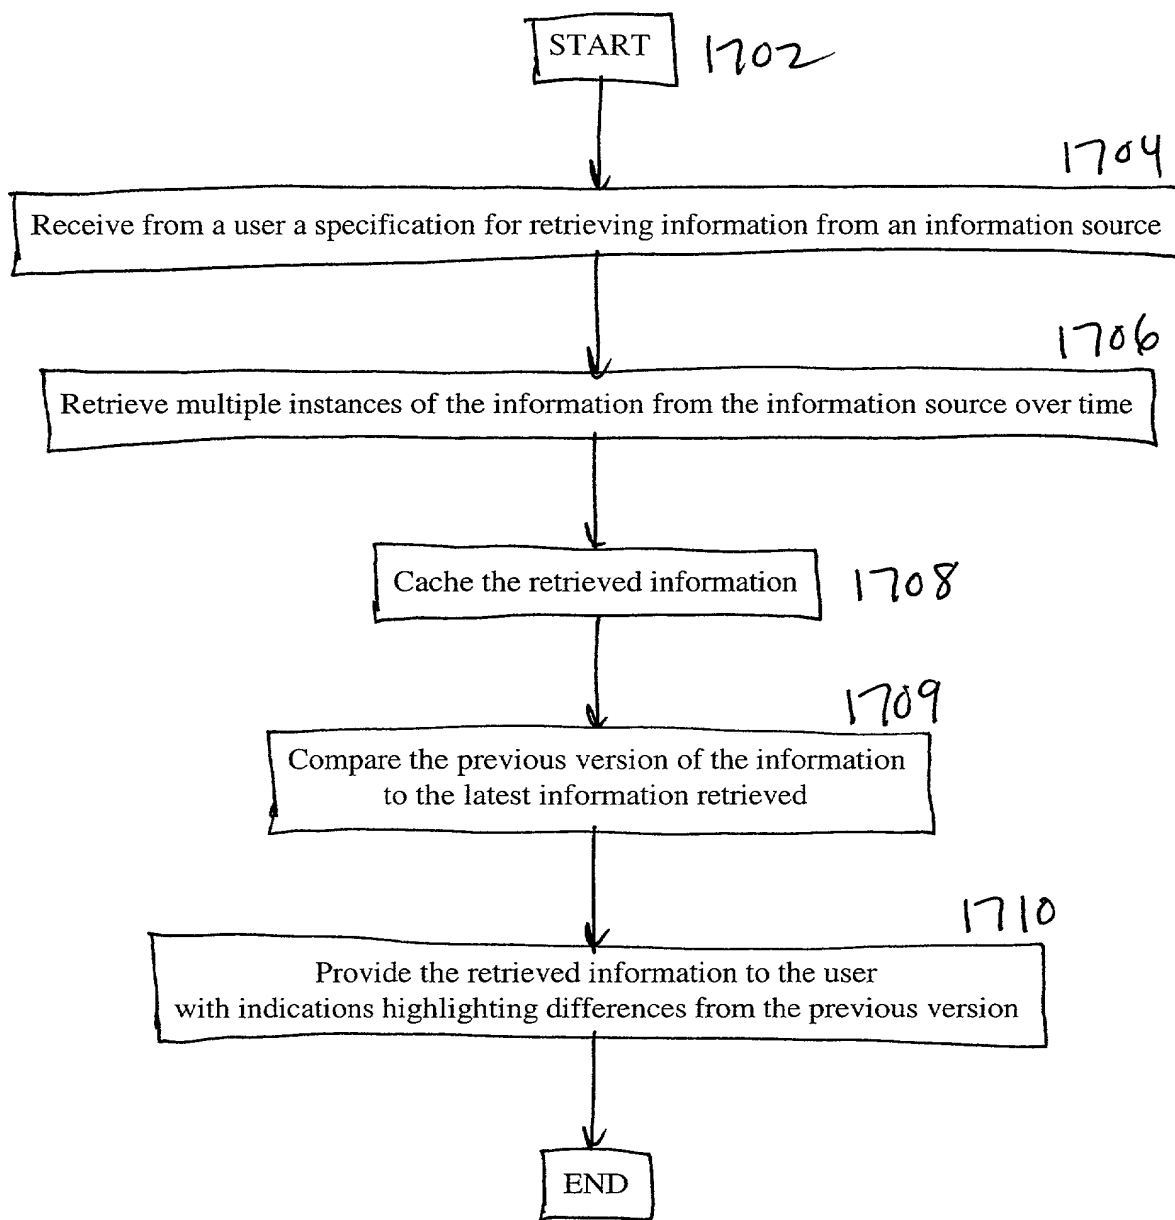 START
1702
1704
Receive from a user a specification for retrieving information from an information source
1706
Retrieve multiple instances of the information from the information source over time
Cache the retrieved information
1708
1709
Compare the previous version of the information
to the latest information retrieved
1710
Provide the retrieved information to the user
with indications highlighting differences from the previous version
END